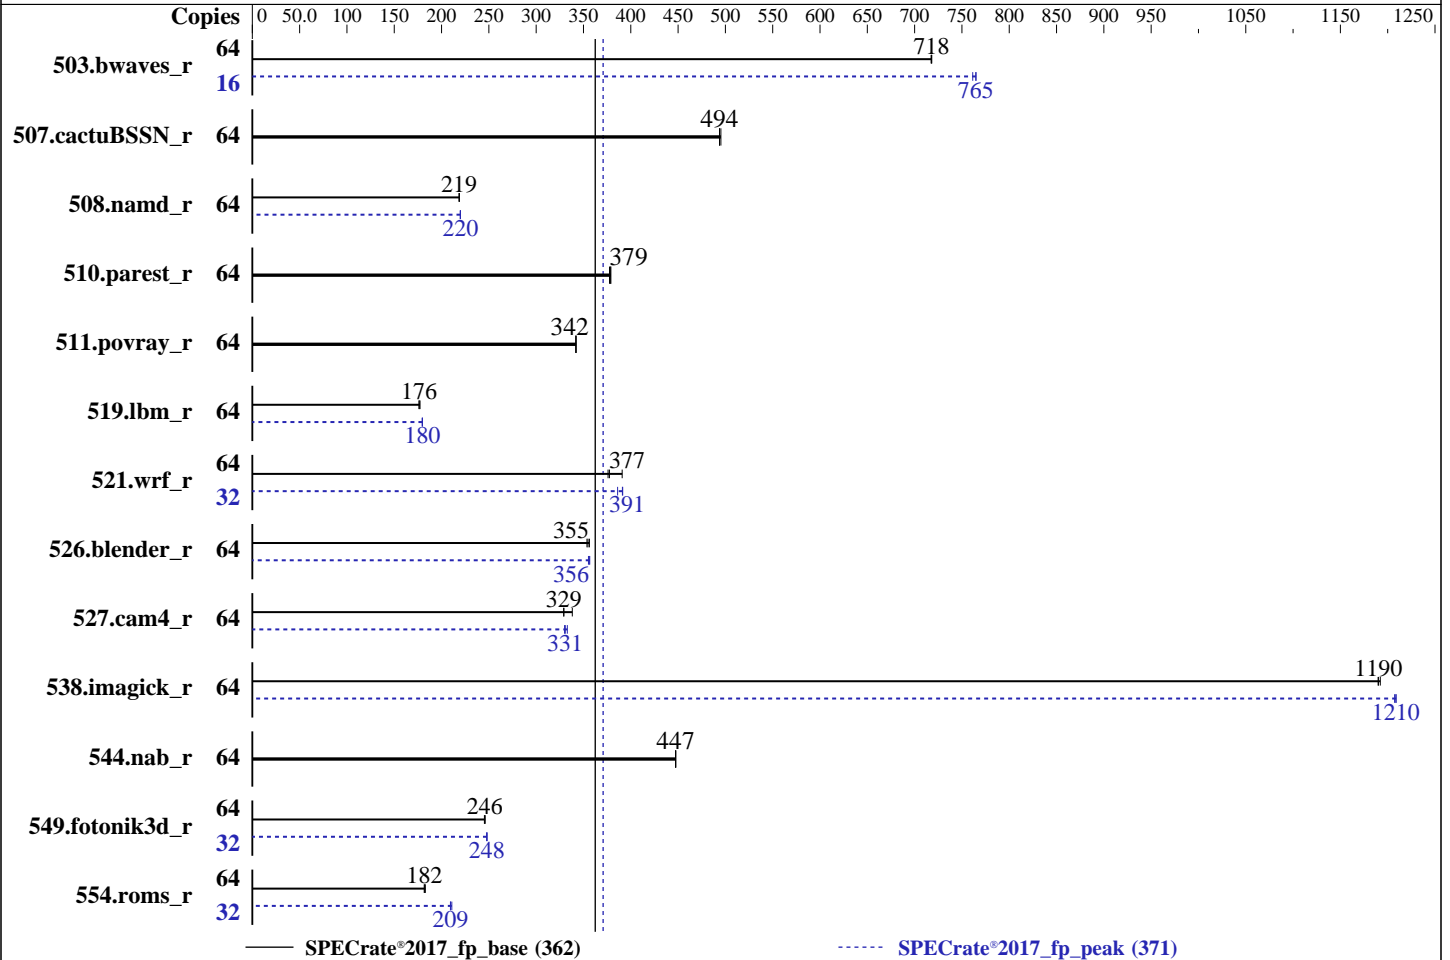 Copies 0 50.0 100 150 200 250 300 350 400 450 500 550 600 650 700 750 800 850 900 950 1050 1150 1250
503.bwaves_r 64 718
16 765
507.cactuBSSN_r 64 494
508.namd_r 64 219
220
510.parest_r 64 379
511.povray_r 64 342
519.lbm_r 64 176
180
521.wrf_r 64 377
32 391
526.blender_r 64 355
356
527.cam4_r 64 329
331
538.imagick_r 64 1190
1210
544.nab_r 64 447
549.fotonik3d_r 64 246
32 248
554.roms_r 64 182
32 209
SPECrate®2017_fp_base (362) SPECrate®2017_fp_peak (371)